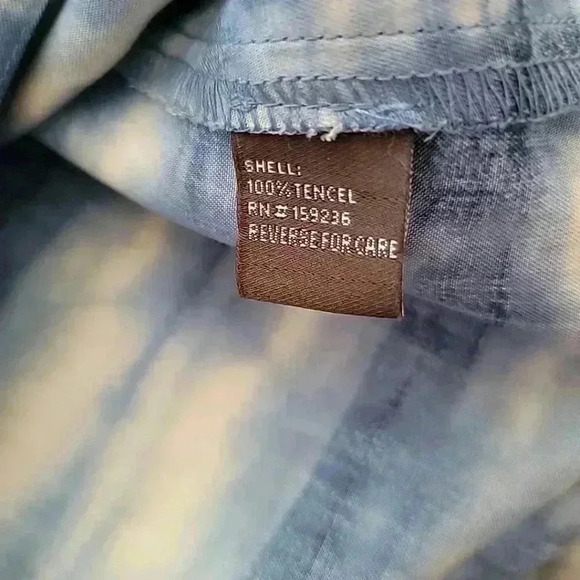 SHELL:
100% TENCEL
RN# 159236
REVERSE FOR CARE